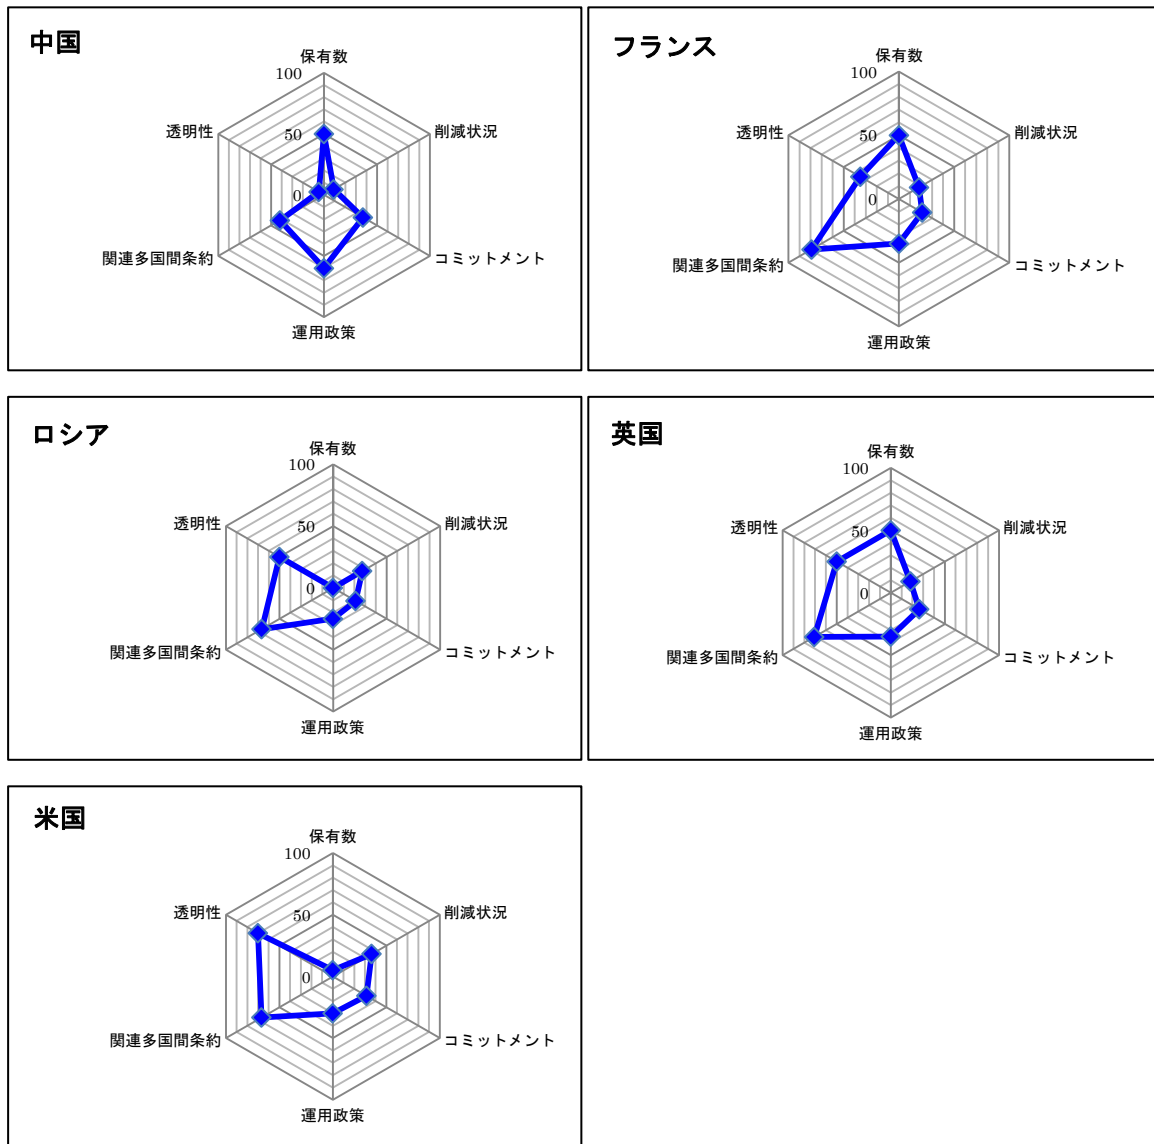 中国
保有数
100
透明性
削減状況
50
0
関連多国間条約
コミットメント
運用政策
フランス
保有数
100
透明性
削減状況
50
0
関連多国間条約
コミットメント
運用政策
ロシア
保有数
100
透明性
削減状況
50
0
関連多国間条約
コミットメント
運用政策
英国
保有数
100
透明性
削減状況
50
0
関連多国間条約
コミットメント
運用政策
米国
保有数
100
透明性
削減状況
50
0
関連多国間条約
コミットメント
運用政策